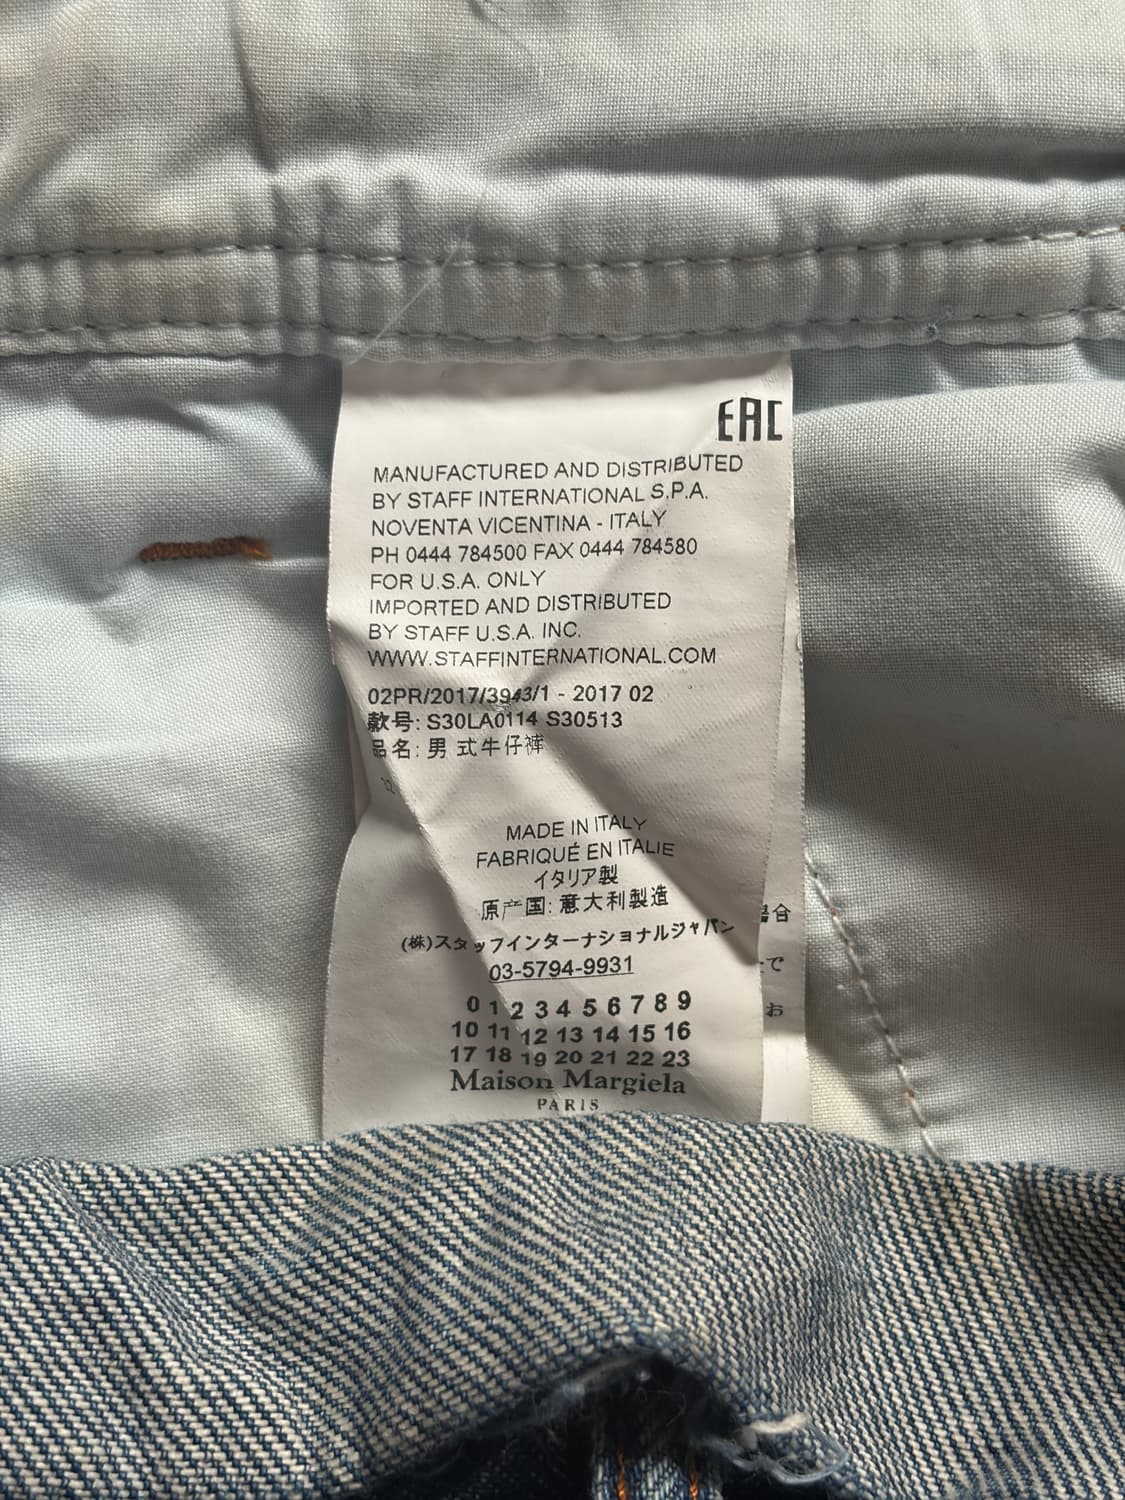 EAC
MANUFACTURED AND DISTRIBUTED
BY STAFF INTERNATIONAL S.P.A.
NOVENTA VICENTINA - ITALY
PH 0444 784500 FAX 0444 784580
FOR U.S.A. ONLY
IMPORTED AND DISTRIBUTED
BY STAFF U.S.A. INC.
WWW.STAFFINTERNATIONAL.COM
02PR/2017/3943/1 - 2017 02
款号: S30LA0114 S30513
品名: 男 式牛仔裤
MADE IN ITALY
FABRIQUÉ EN ITALIE
イタリア製
原产国: 意大利製造
(株)スタッフインターナショナルジャパン
03-5794-9931
0 1 2 3 4 5 6 7 8 9
10 11 12 13 14 15 16
17 18 19 20 21 22 23
Maison Margiela
PARIS
場合
で
お